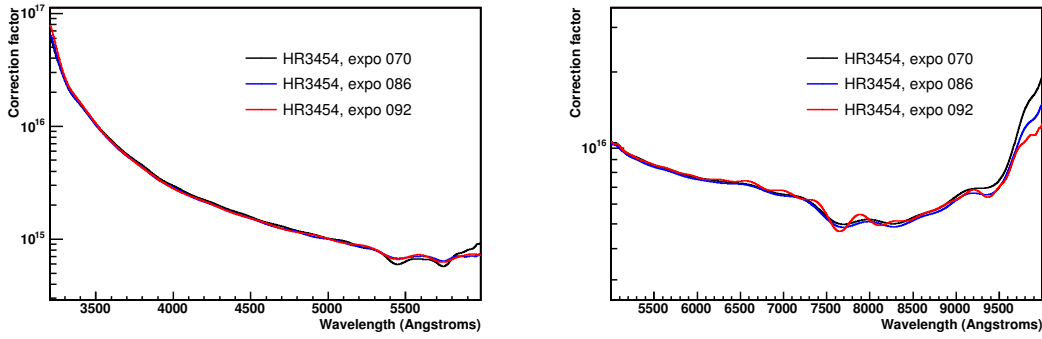 Correction factor
10^17
10^16
10^15
HR3454, expo 070
HR3454, expo 086
HR3454, expo 092
3500 4000 4500 5000 5500
Wavelength (Angstroms)
Correction factor
10^16
HR3454, expo 070
HR3454, expo 086
HR3454, expo 092
5000 5500 6000 6500 7000 7500 8000 8500 9000 9500
Wavelength (Angstroms)